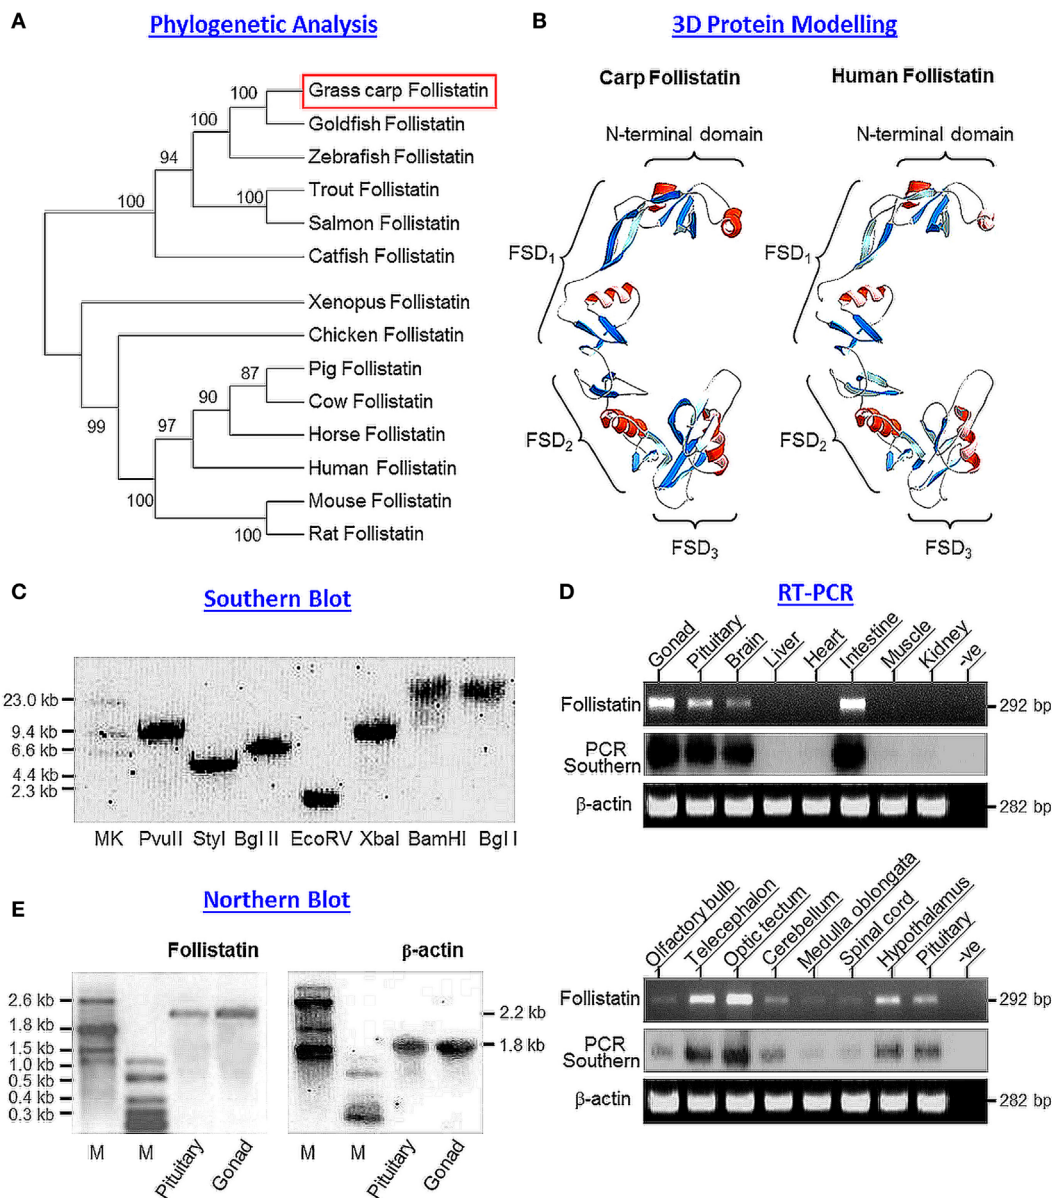 A
Phylogenetic Analysis
Grass carp Follistatin
Goldfish Follistatin
Zebrafish Follistatin
Trout Follistatin
Salmon Follistatin
Catfish Follistatin
Xenopus Follistatin
Chicken Follistatin
Pig Follistatin
Cow Follistatin
Horse Follistatin
Human Follistatin
Mouse Follistatin
Rat Follistatin
100
100
94
100
100
87
90
97
99
100
100
B
3D Protein Modelling
Carp Follistatin
Human Follistatin
N-terminal domain
N-terminal domain
FSD1
FSD1
FSD2
FSD2
FSD3
FSD3
C
Southern Blot
23.0 kb
9.4 kb
6.6 kb
4.4 kb
2.3 kb
MK PvuII StyI Bgl II EcoRV XbaI BamHI Bgl I
D
RT-PCR
Gonad
Pituitary
Brain
Liver
Heart
Intestine
Muscle
Kidney
-ve
Follistatin
292 bp
PCR
Southern
β-actin
282 bp
Olfactory bulb
Telecephalon
Optic tectum
Cerebellum
Medulla oblongata
Spinal cord
Hypothalamus
Pituitary
-ve
Follistatin
292 bp
PCR
Southern
β-actin
282 bp
E
Northern Blot
Follistatin
β-actin
2.6 kb
1.8 kb
1.5 kb
1.0 kb
0.5 kb
0.4 kb
0.3 kb
2.2 kb
1.8 kb
M
M
Pituitary
Gonad
M
M
Pituitary
Gonad